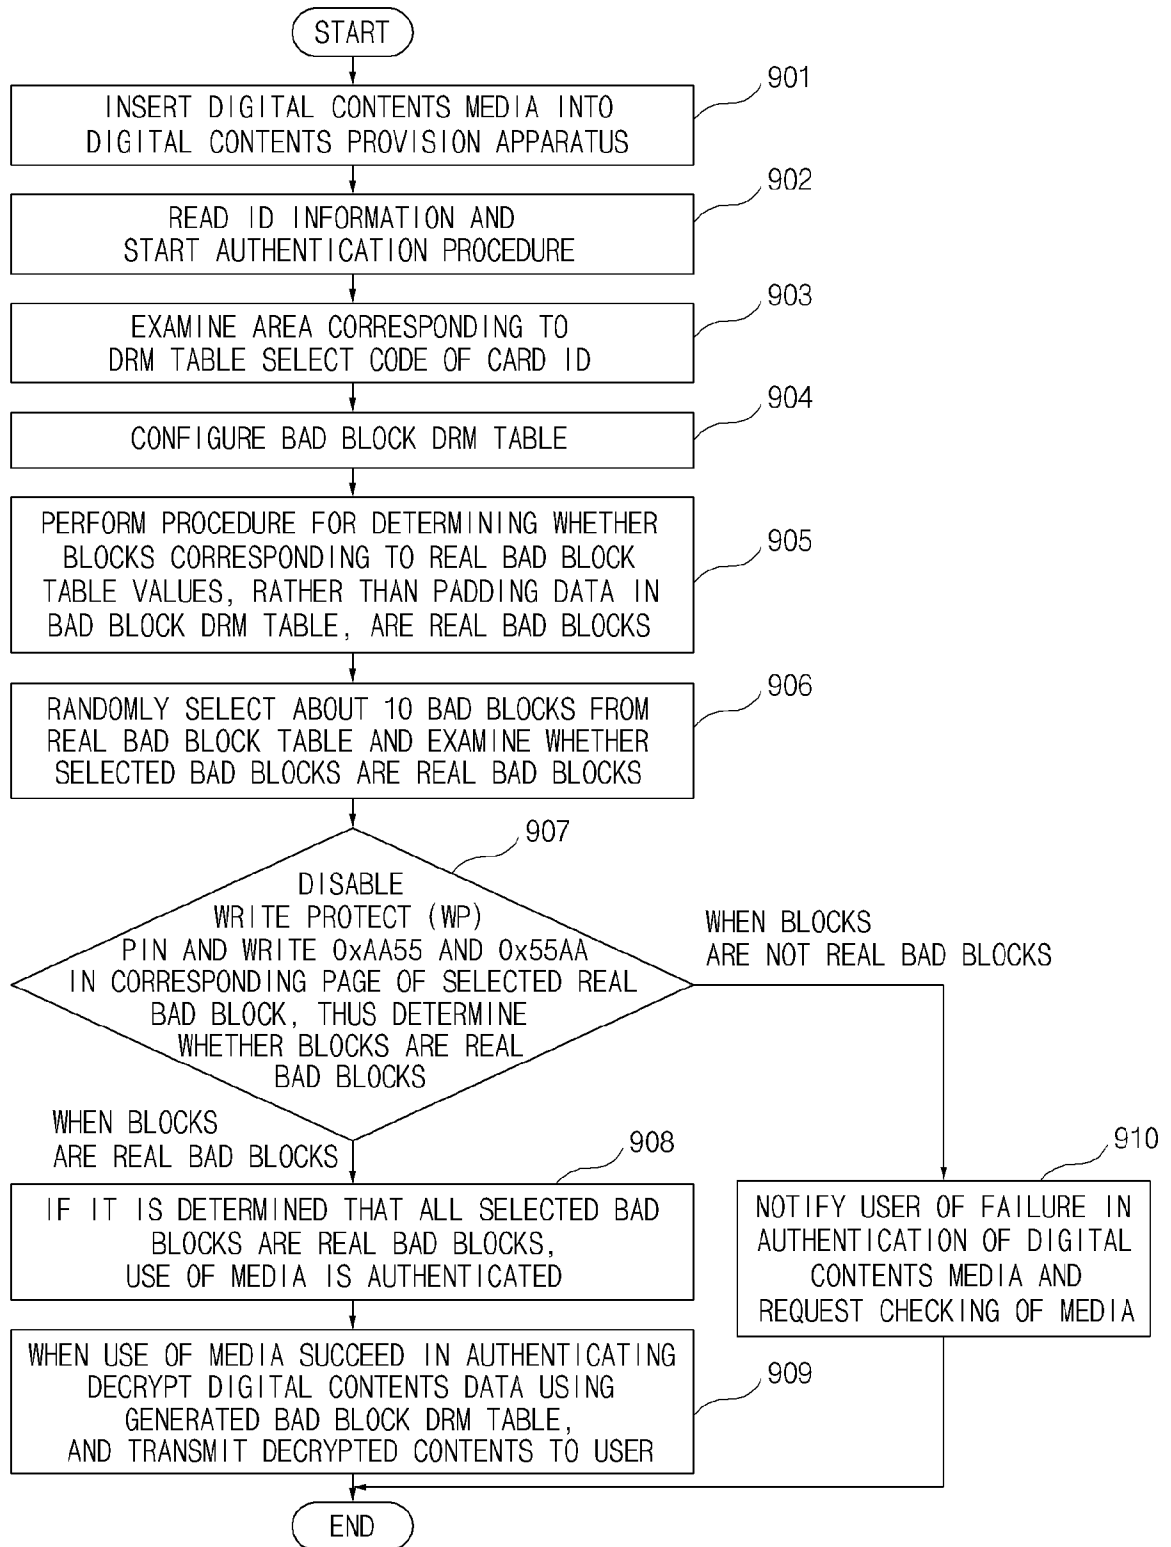 START
901
INSERT DIGITAL CONTENTS MEDIA INTO
DIGITAL CONTENTS PROVISION APPARATUS
902
READ ID INFORMATION AND
START AUTHENTICATION PROCEDURE
903
EXAMINE AREA CORRESPONDING TO
DRM TABLE SELECT CODE OF CARD ID
904
CONFIGURE BAD BLOCK DRM TABLE
PERFORM PROCEDURE FOR DETERMINING WHETHER
BLOCKS CORRESPONDING TO REAL BAD BLOCK
TABLE VALUES, RATHER THAN PADDING DATA IN
BAD BLOCK DRM TABLE, ARE REAL BAD BLOCKS
905
906
RANDOMLY SELECT ABOUT 10 BAD BLOCKS FROM
REAL BAD BLOCK TABLE AND EXAMINE WHETHER
SELECTED BAD BLOCKS ARE REAL BAD BLOCKS
907
DISABLE
WRITE PROTECT (WP)
PIN AND WRITE 0xAA55 AND 0x55AA
IN CORRESPONDING PAGE OF SELECTED REAL
BAD BLOCK, THUS DETERMINE
WHETHER BLOCKS ARE REAL
BAD BLOCKS
WHEN BLOCKS
ARE NOT REAL BAD BLOCKS
WHEN BLOCKS
ARE REAL BAD BLOCKS
908
IF IT IS DETERMINED THAT ALL SELECTED BAD
BLOCKS ARE REAL BAD BLOCKS,
USE OF MEDIA IS AUTHENTICATED
910
NOTIFY USER OF FAILURE IN
AUTHENTICATION OF DIGITAL
CONTENTS MEDIA AND
REQUEST CHECKING OF MEDIA
WHEN USE OF MEDIA SUCCEED IN AUTHENTICATING
DECRYPT DIGITAL CONTENTS DATA USING
GENERATED BAD BLOCK DRM TABLE,
AND TRANSMIT DECRYPTED CONTENTS TO USER
909
END